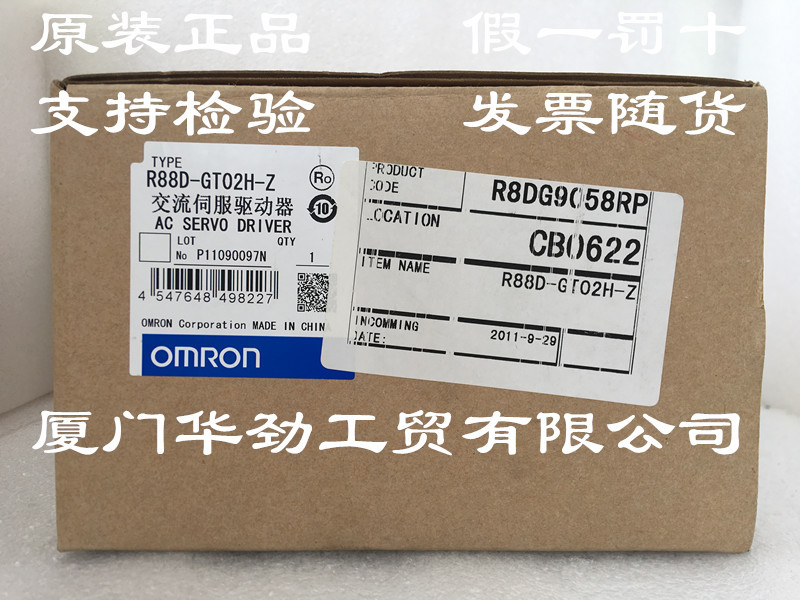 原装正品 假一罚十
支持检验 发票随货
TYPE
R88D-GT02H-Z
Ro
交流伺服驱动器
10
AC SERVO DRIVER
LOT QTY
No P11090097N 1
4 547648 498227
OMRON Corporation MADE IN CHIN
OMRON
PRODUCT
CODE
R8DG9058RP
LOCATION
CB0622
ITEM NAME
R88D-GT02H-Z
INCOMMING
DATE:
2011-9-29
厦门华劲工贸有限公司